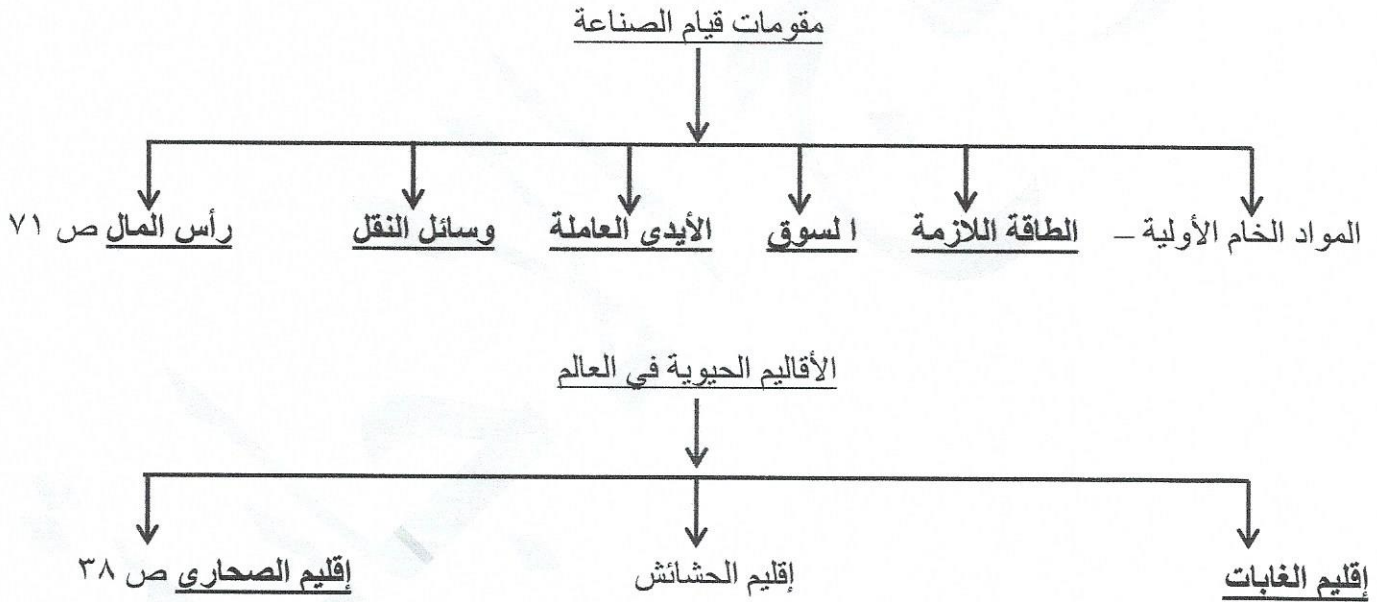 مقومات قيام الصناعة
المواد الخام الأولية – الطاقة اللازمة ا لسوق الأيدى العاملة وسائل النقل رأس المال ص ٧١
الأقاليم الحيوية في العالم
إقليم الغابات إقليم الحشائش إقليم الصحارى ص ٣٨